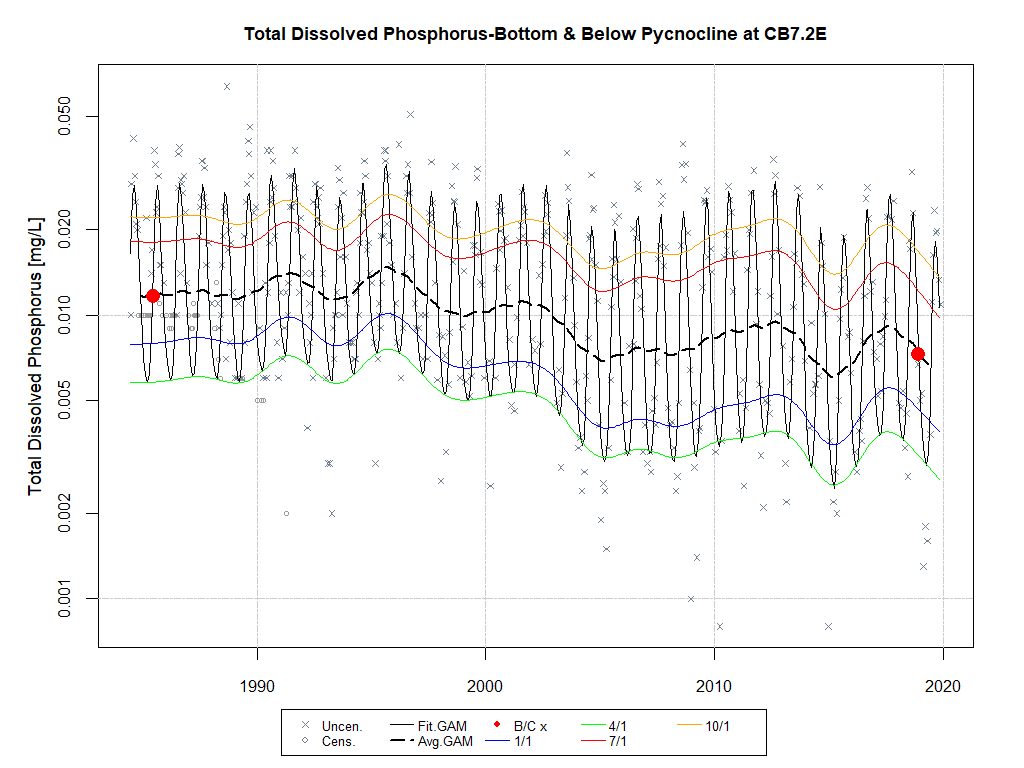 Total Dissolved Phosphorus-Bottom & Below Pycnocline at CB7.2E
Total Dissolved Phosphorus [mg/L]
0.050
0.020
0.010
0.005
0.002
0.001
1990 2000 2010 2020
Uncen. Fit.GAM B/C x 4/1 10/1
Cens. Avg.GAM 1/1 7/1